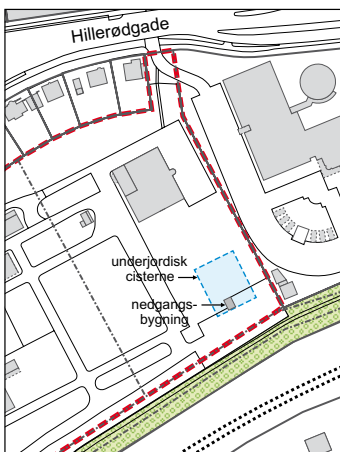 Hillerødgade
underjordisk
cisterne
nedgangs-
bygning